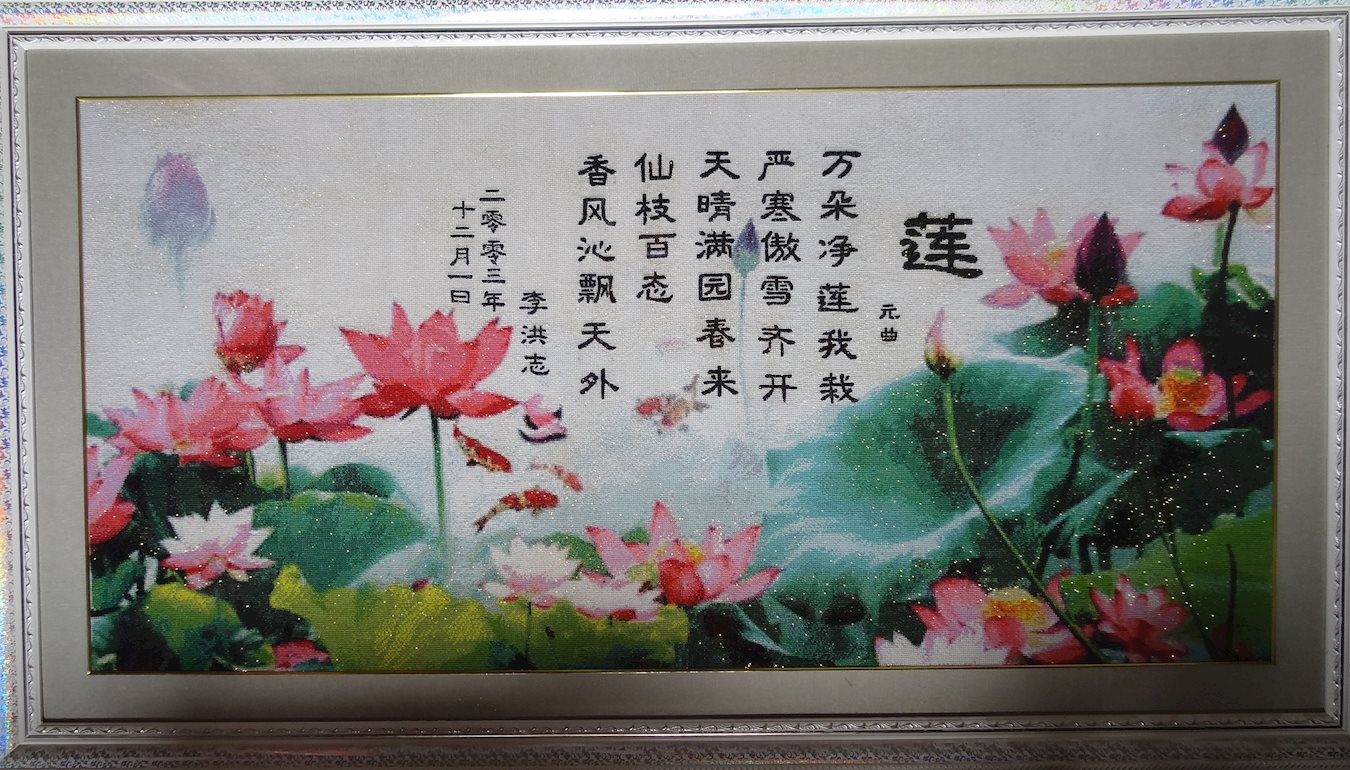 莲
元曲
万朵净莲我栽
严寒傲雪齐开
天晴满园春来
仙枝百态
香风沁飘天外
李洪志
二零零三年
十二月一日